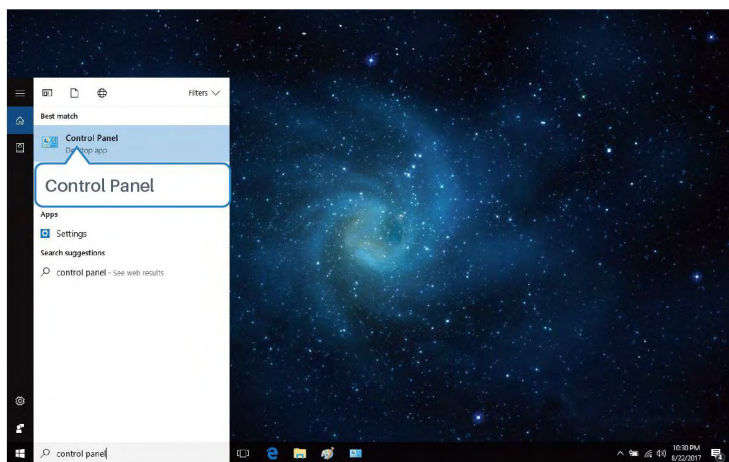 Filters
Best match
Control Panel
Desktop app
Control Panel
Apps
Settings
Search suggestions
control panel - See web results
control panel
10:30 PM
8/22/2017